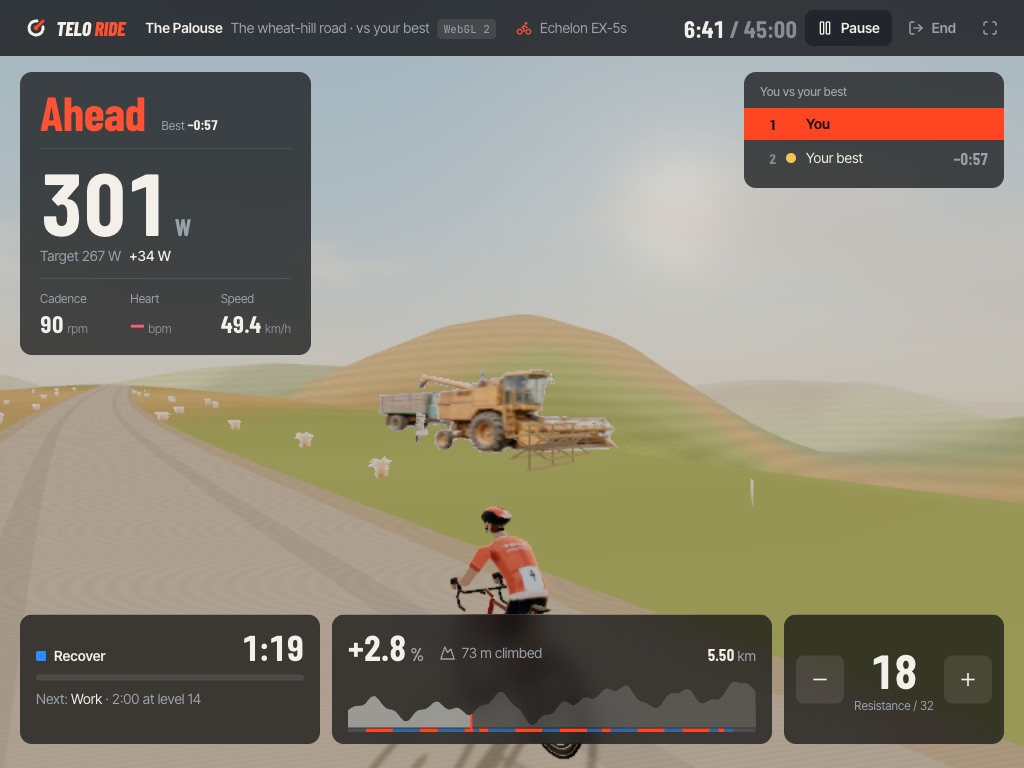 TELO RIDE The Palouse The wheat-hill road · vs your best WebGL 2 Echelon EX-5s 6:41 / 45:00 Pause End
Ahead Best −0:57
301 W
Target 267 W +34 W
Cadence Heart Speed
90 rpm – bpm 49.4 km/h
You vs your best
1 You
2 Your best −0:57
Recover 1:19
Next: Work · 2:00 at level 14
+2.8 % 73 m climbed 5.50 km
− 18 +
Resistance / 32